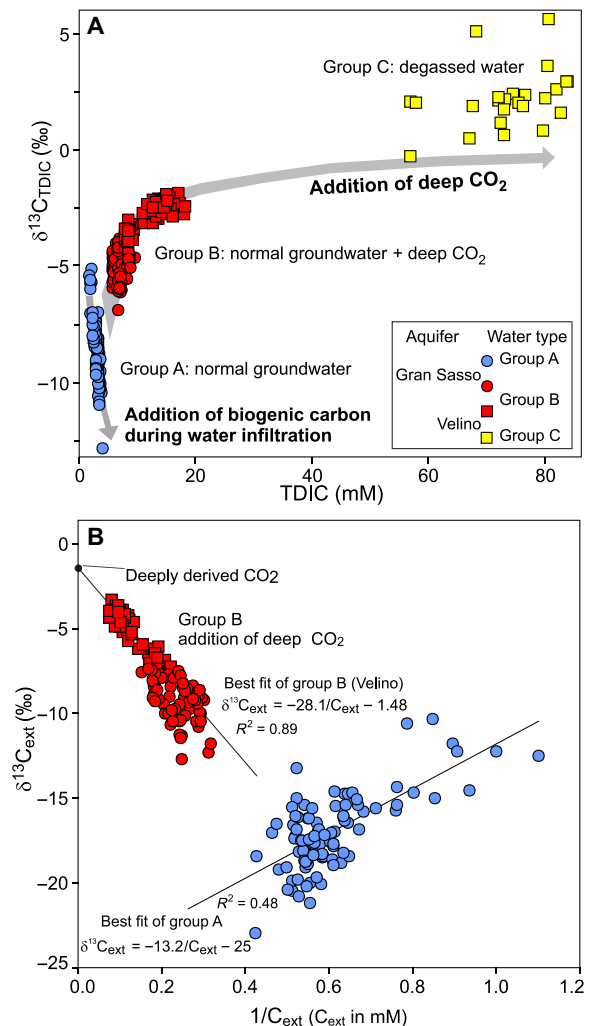 A
5
0
−5
−10
δ13CTDIC (‰)
Group C: degassed water
Addition of deep CO2
Group B: normal groundwater + deep CO2
Group A: normal groundwater
Addition of biogenic carbon
during water infiltration
Aquifer Water type
Group A
Gran Sasso
Group B
Velino
Group C
0 20 40 60 80
TDIC (mM)
B
0
−5
−10
−15
−20
−25
δ13Cext (‰)
Deeply derived CO2
Group B
addition of deep CO2
Best fit of group B (Velino)
δ13Cext = −28.1/Cext − 1.48
R2 = 0.89
R2 = 0.48
Best fit of group A
δ13Cext = −13.2/Cext − 25
0 0.2 0.4 0.6 0.8 1.0 1.2
1/Cext (Cext in mM)